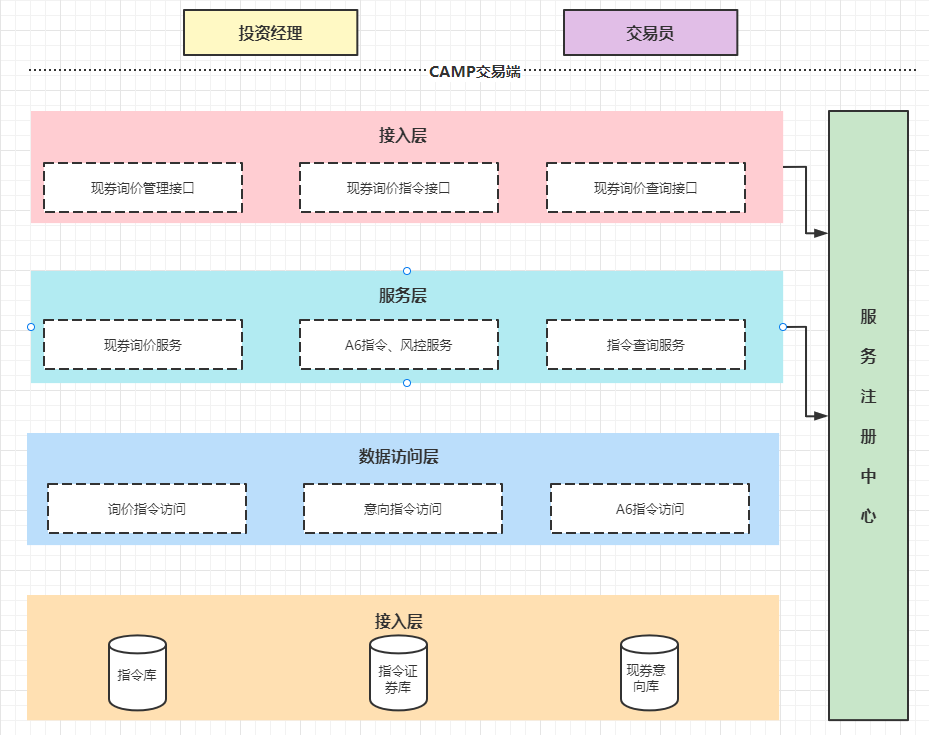 投资经理
交易员
CAMP交易端
接入层
现券询价管理接口
现券询价指令接口
现券询价查询接口
服务层
现券询价服务
A6指令、风控服务
指令查询服务
数据访问层
询价指令访问
意向指令访问
A6指令访问
接入层
指令库
指令证
券库
现券意
向库
服
务
注
册
中
心